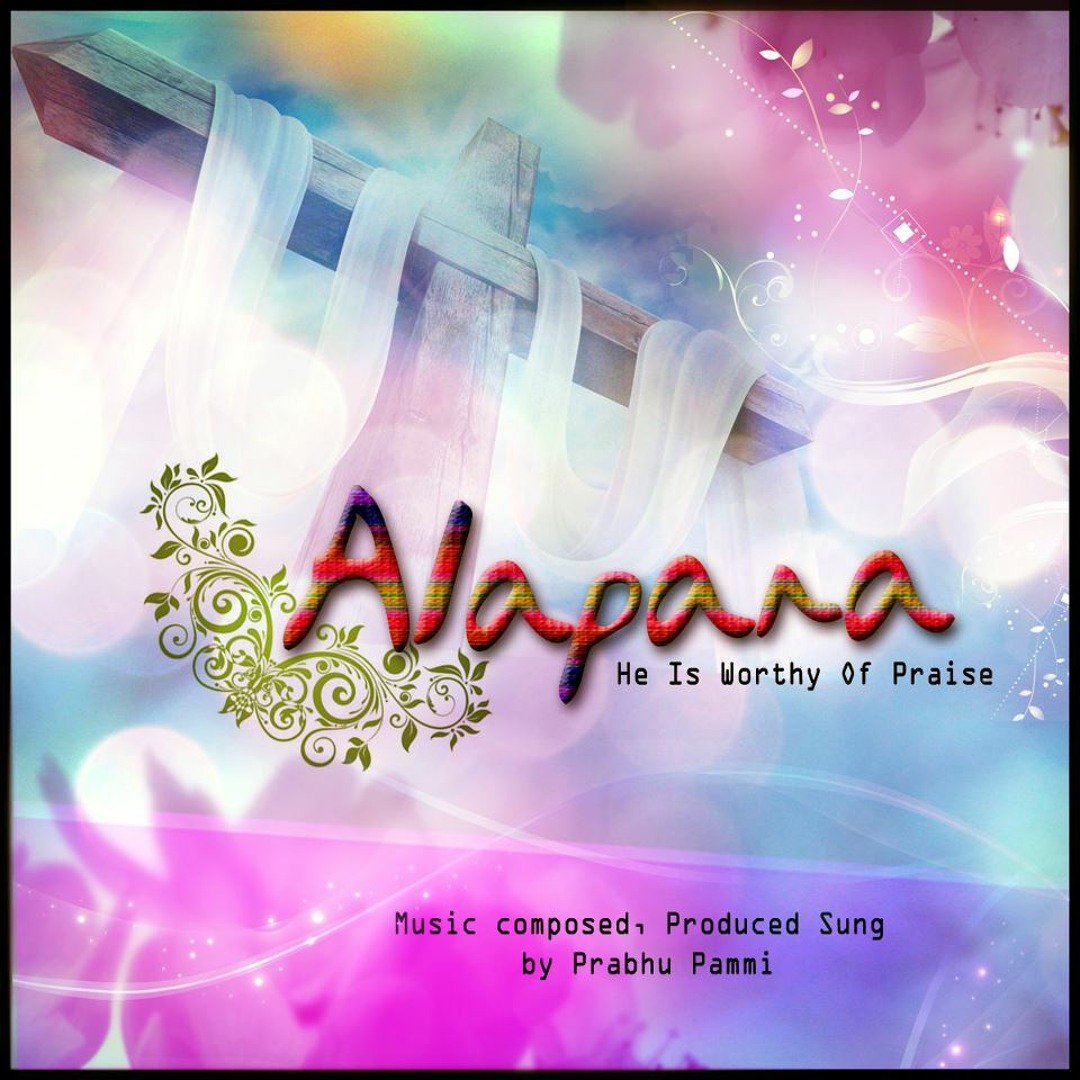 Alapana
He Is Worthy Of Praise
Music composed, Produced Sung
by Prabhu Pammi